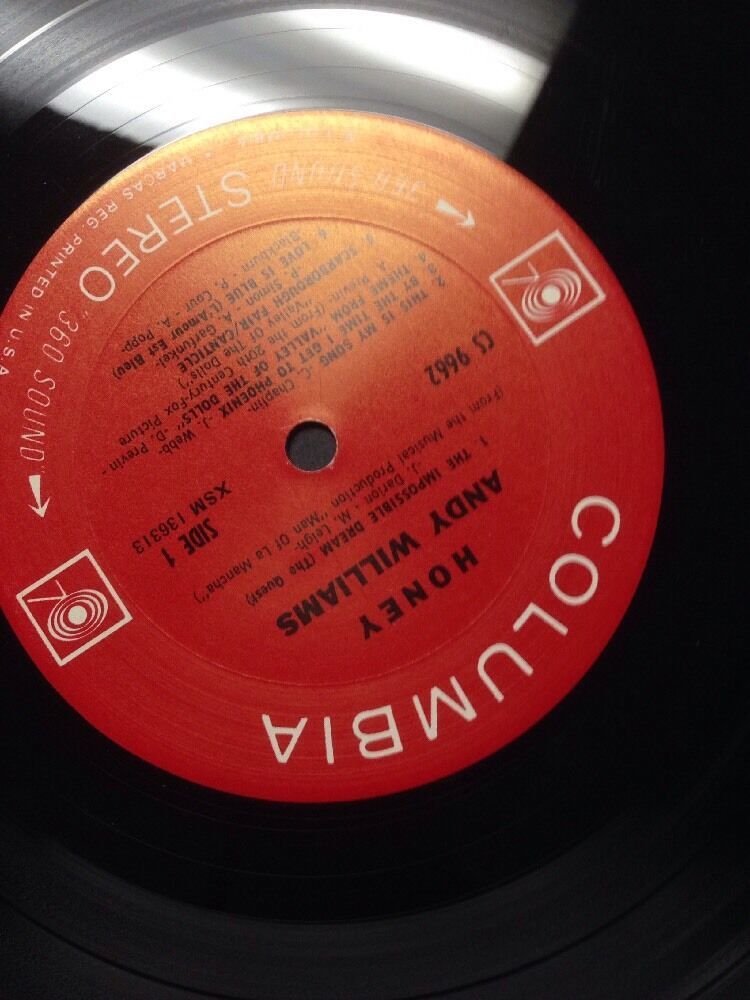 COLUMBIA
HONEY
ANDY WILLIAMS
1. THE IMPOSSIBLE DREAM (The Quest)
- J. Darion - M. Leigh -
(From the Musical Production "Man Of La Mancha")
CS 9662
SIDE 1
XSM 136313
2. THIS IS MY SONG - C. Chaplin -
3. BY THE TIME I GET TO PHOENIX - J. Webb -
4. THEME FROM "VALLEY OF THE DOLLS" - D. Previn -
A. Previn - (From the 20th Century-Fox Picture
"Valley Of The Dolls")
5. SCARBOROUGH FAIR/CANTICLE
- P. Simon - A. Garfunkel -
6. LOVE IS BLUE (L'Amour Est Bleu)
- Blackburn - P. Cour - A. Popp -
STEREO
"360 SOUND"
360 SOUND
MARCAS REG. PRINTED IN U.S.A.